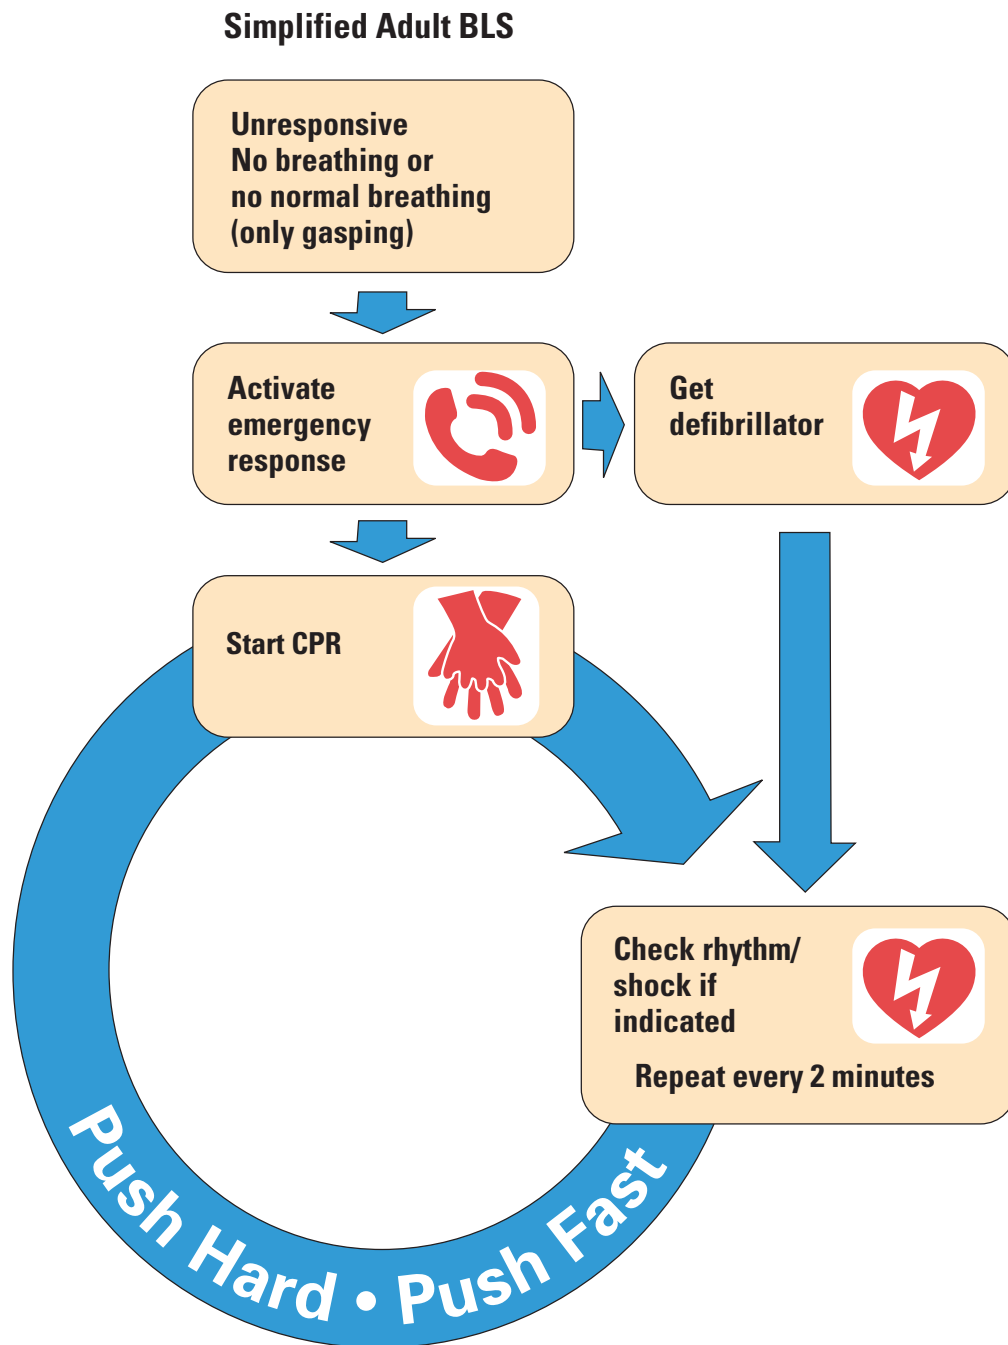 Simplified Adult BLS
Unresponsive
No breathing or
no normal breathing
(only gasping)
Activate
emergency
response
Get
defibrillator
Start CPR
Check rhythm/
shock if
indicated
Repeat every 2 minutes
Push Hard • Push Fast